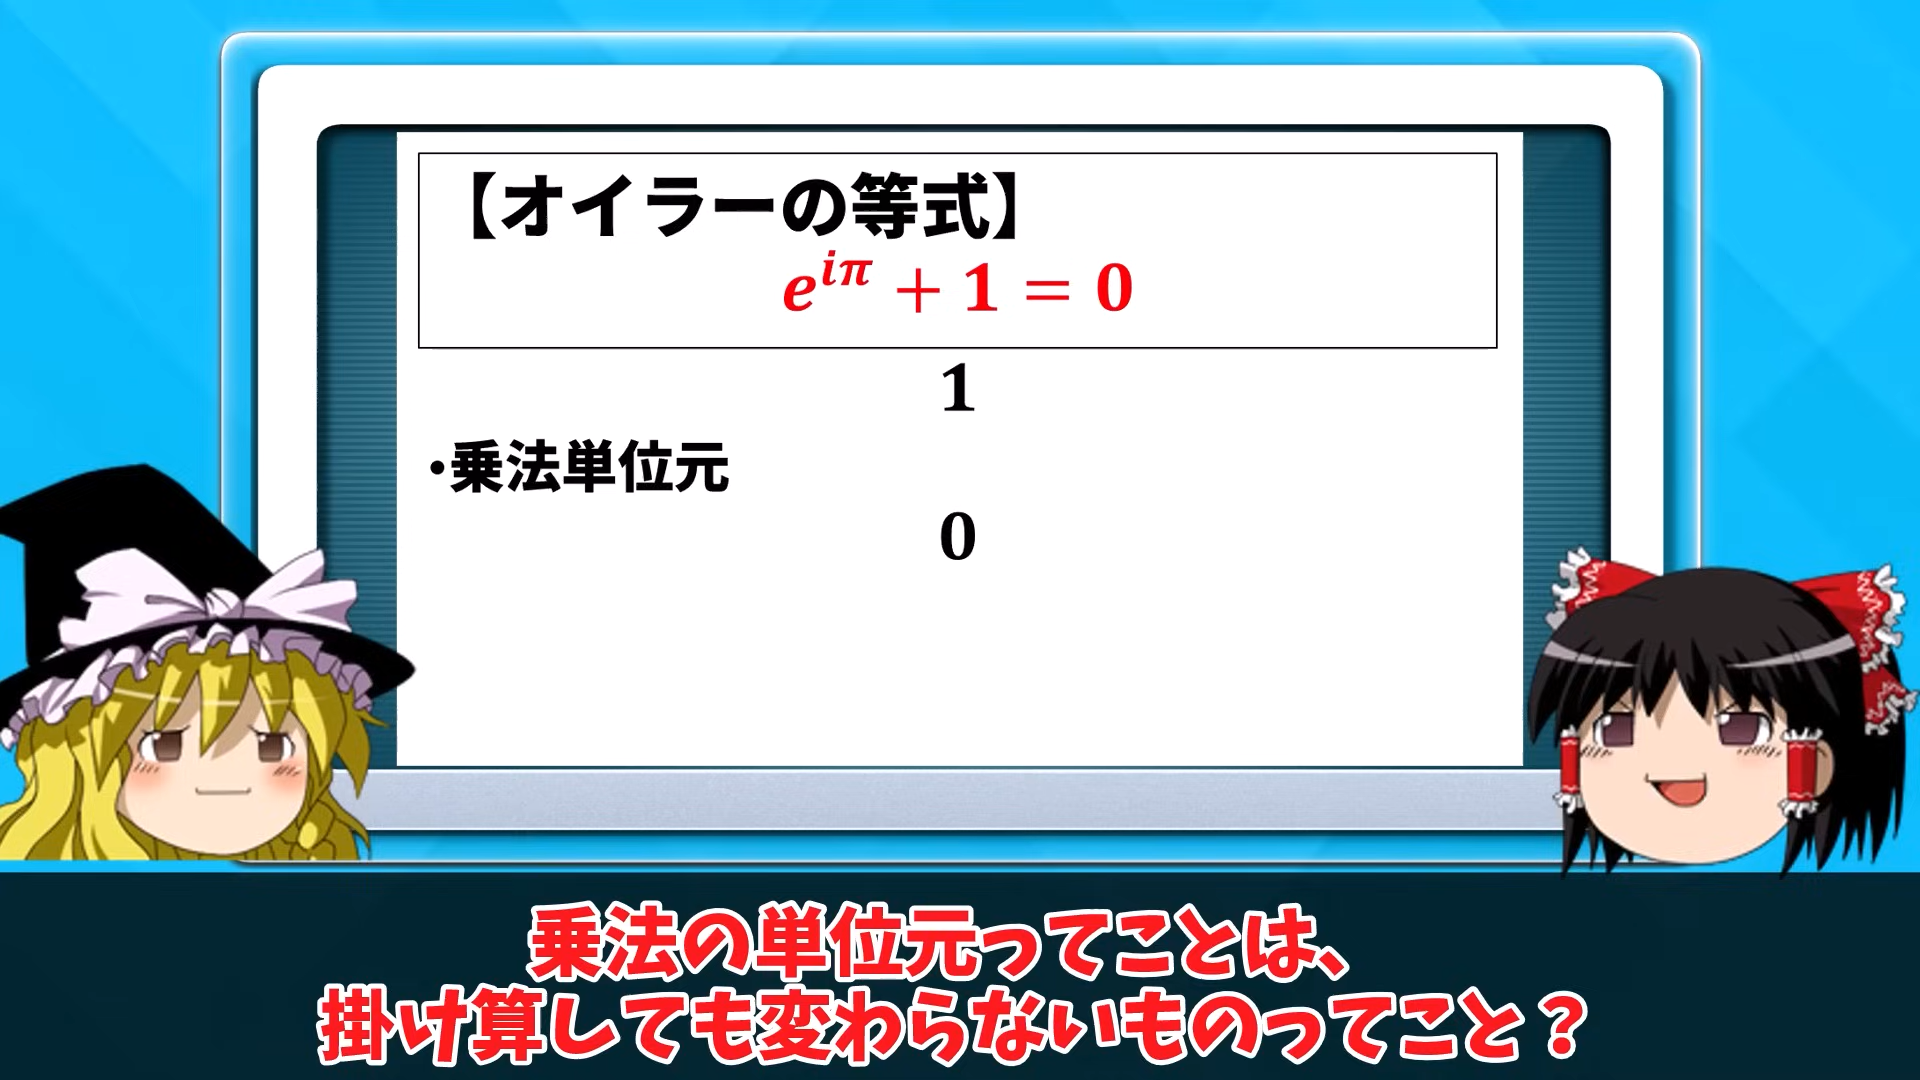 【オイラーの等式】
e^{iπ} + 1 = 0
1
・乗法単位元
0
乗法の単位元ってことは、
掛け算しても変わらないものってこと？